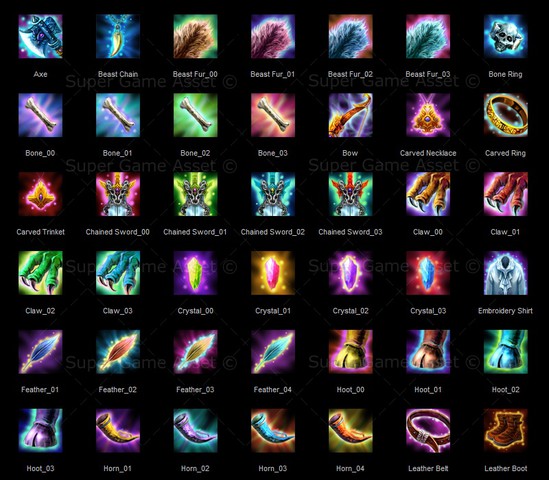 Axe Beast Chain Beast Fur_00 Beast Fur_01 Beast Fur_02 Beast Fur_03 Bone Ring
Super Game Asset © Super Game Asset ©
Bone_00 Bone_01 Bone_02 Bone_03 Bow Carved Necklace Carved Ring
Super Game Asset © Super Game Asset ©
Carved Trinket Chained Sword_00 Chained Sword_01 Chained Sword_02 Chained Sword_03 Claw_00 Claw_01
Super Game Asset © Super Game Asset ©
Claw_02 Claw_03 Crystal_00 Crystal_01 Crystal_02 Crystal_03 Embroidery Shirt
Super Game Asset © Super Game Asset ©
Feather_01 Feather_02 Feather_03 Feather_04 Hoot_00 Hoot_01 Hoot_02
Hoot_03 Horn_01 Horn_02 Horn_03 Horn_04 Leather Belt Leather Boot